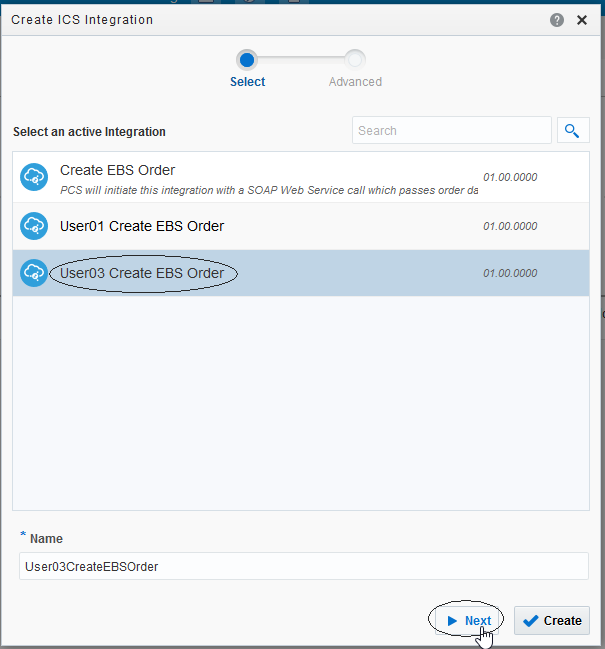 Create ICS Integration
Select
Advanced
Select an active Integration
Search
Create EBS Order
01.00.0000
PCS will initiate this integration with a SOAP Web Service call which passes order da
User01 Create EBS Order
01.00.0000
User03 Create EBS Order
01.00.0000
* Name
User03CreateEBSOrder
Next
Create